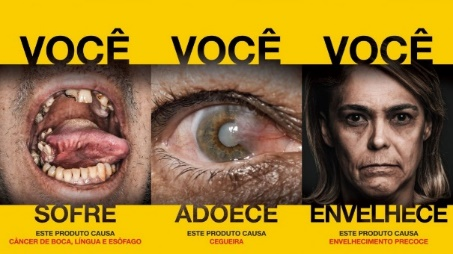 VOCÊ
SOFRE
ESTE PRODUTO CAUSA
CÂNCER DE BOCA, LÍNGUA E ESÔFAGO
VOCÊ
ADOECE
ESTE PRODUTO CAUSA
CEGUEIRA
VOCÊ
ENVELHECE
ESTE PRODUTO CAUSA
ENVELHECIMENTO PRECOCE